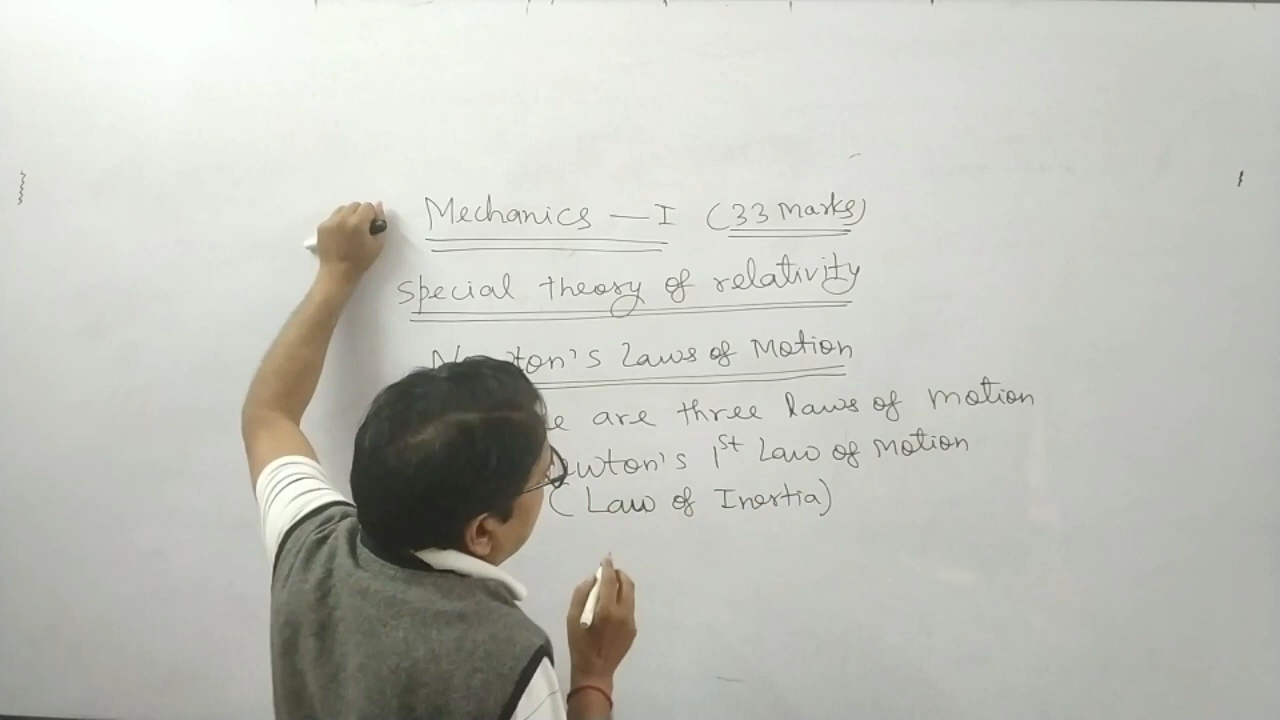 Mechanics — I (33 Marks)
special theory of relativity
Newton's Laws of Motion
are three laws of motion
1st Law of Motion
(Law of Inertia)